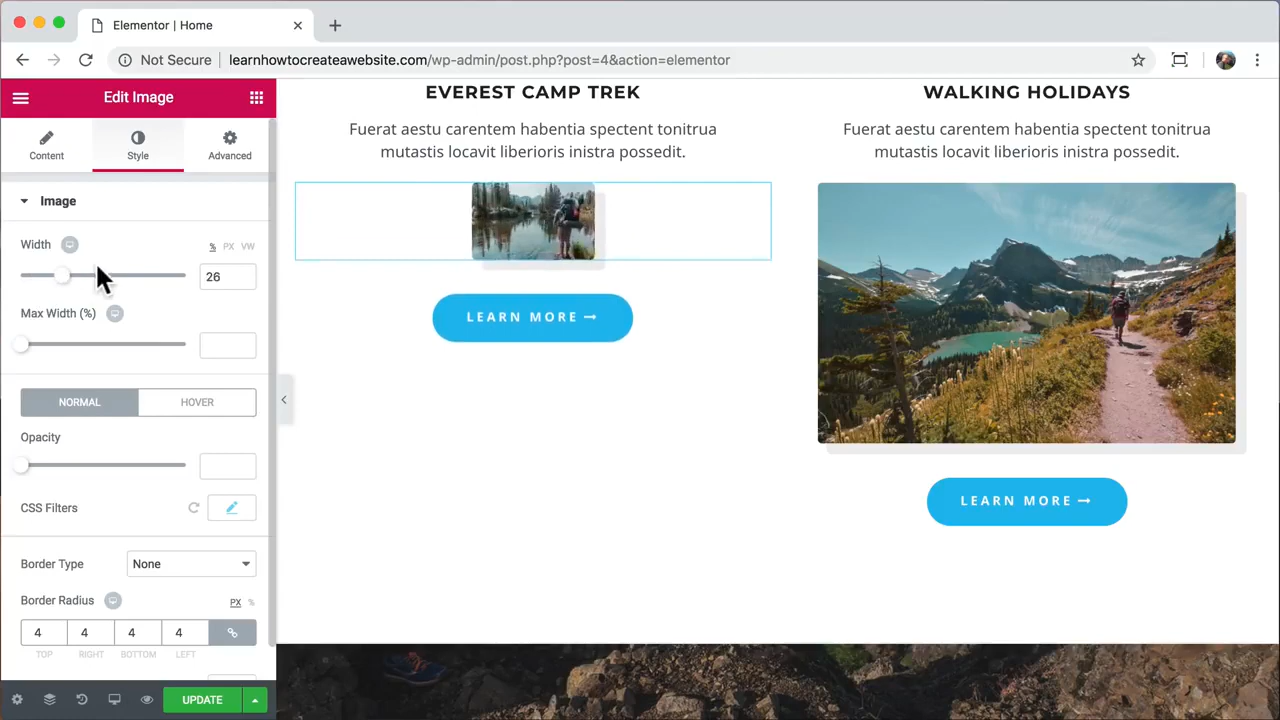 Elementor | Home
Not Secure learnhowtocreateawebsite.com/wp-admin/post.php?post=4&action=elementor
Edit Image
Content Style Advanced
Image
Width % PX VW
26
Max Width (%)
NORMAL HOVER
Opacity
CSS Filters
Border Type None
Border Radius PX %
4 4 4 4
TOP RIGHT BOTTOM LEFT
UPDATE
EVEREST CAMP TREK
Fuerat aestu carentem habentia spectent tonitrua
mutastis locavit liberioris inistra possedit.
LEARN MORE
WALKING HOLIDAYS
Fuerat aestu carentem habentia spectent tonitrua
mutastis locavit liberioris inistra possedit.
LEARN MORE